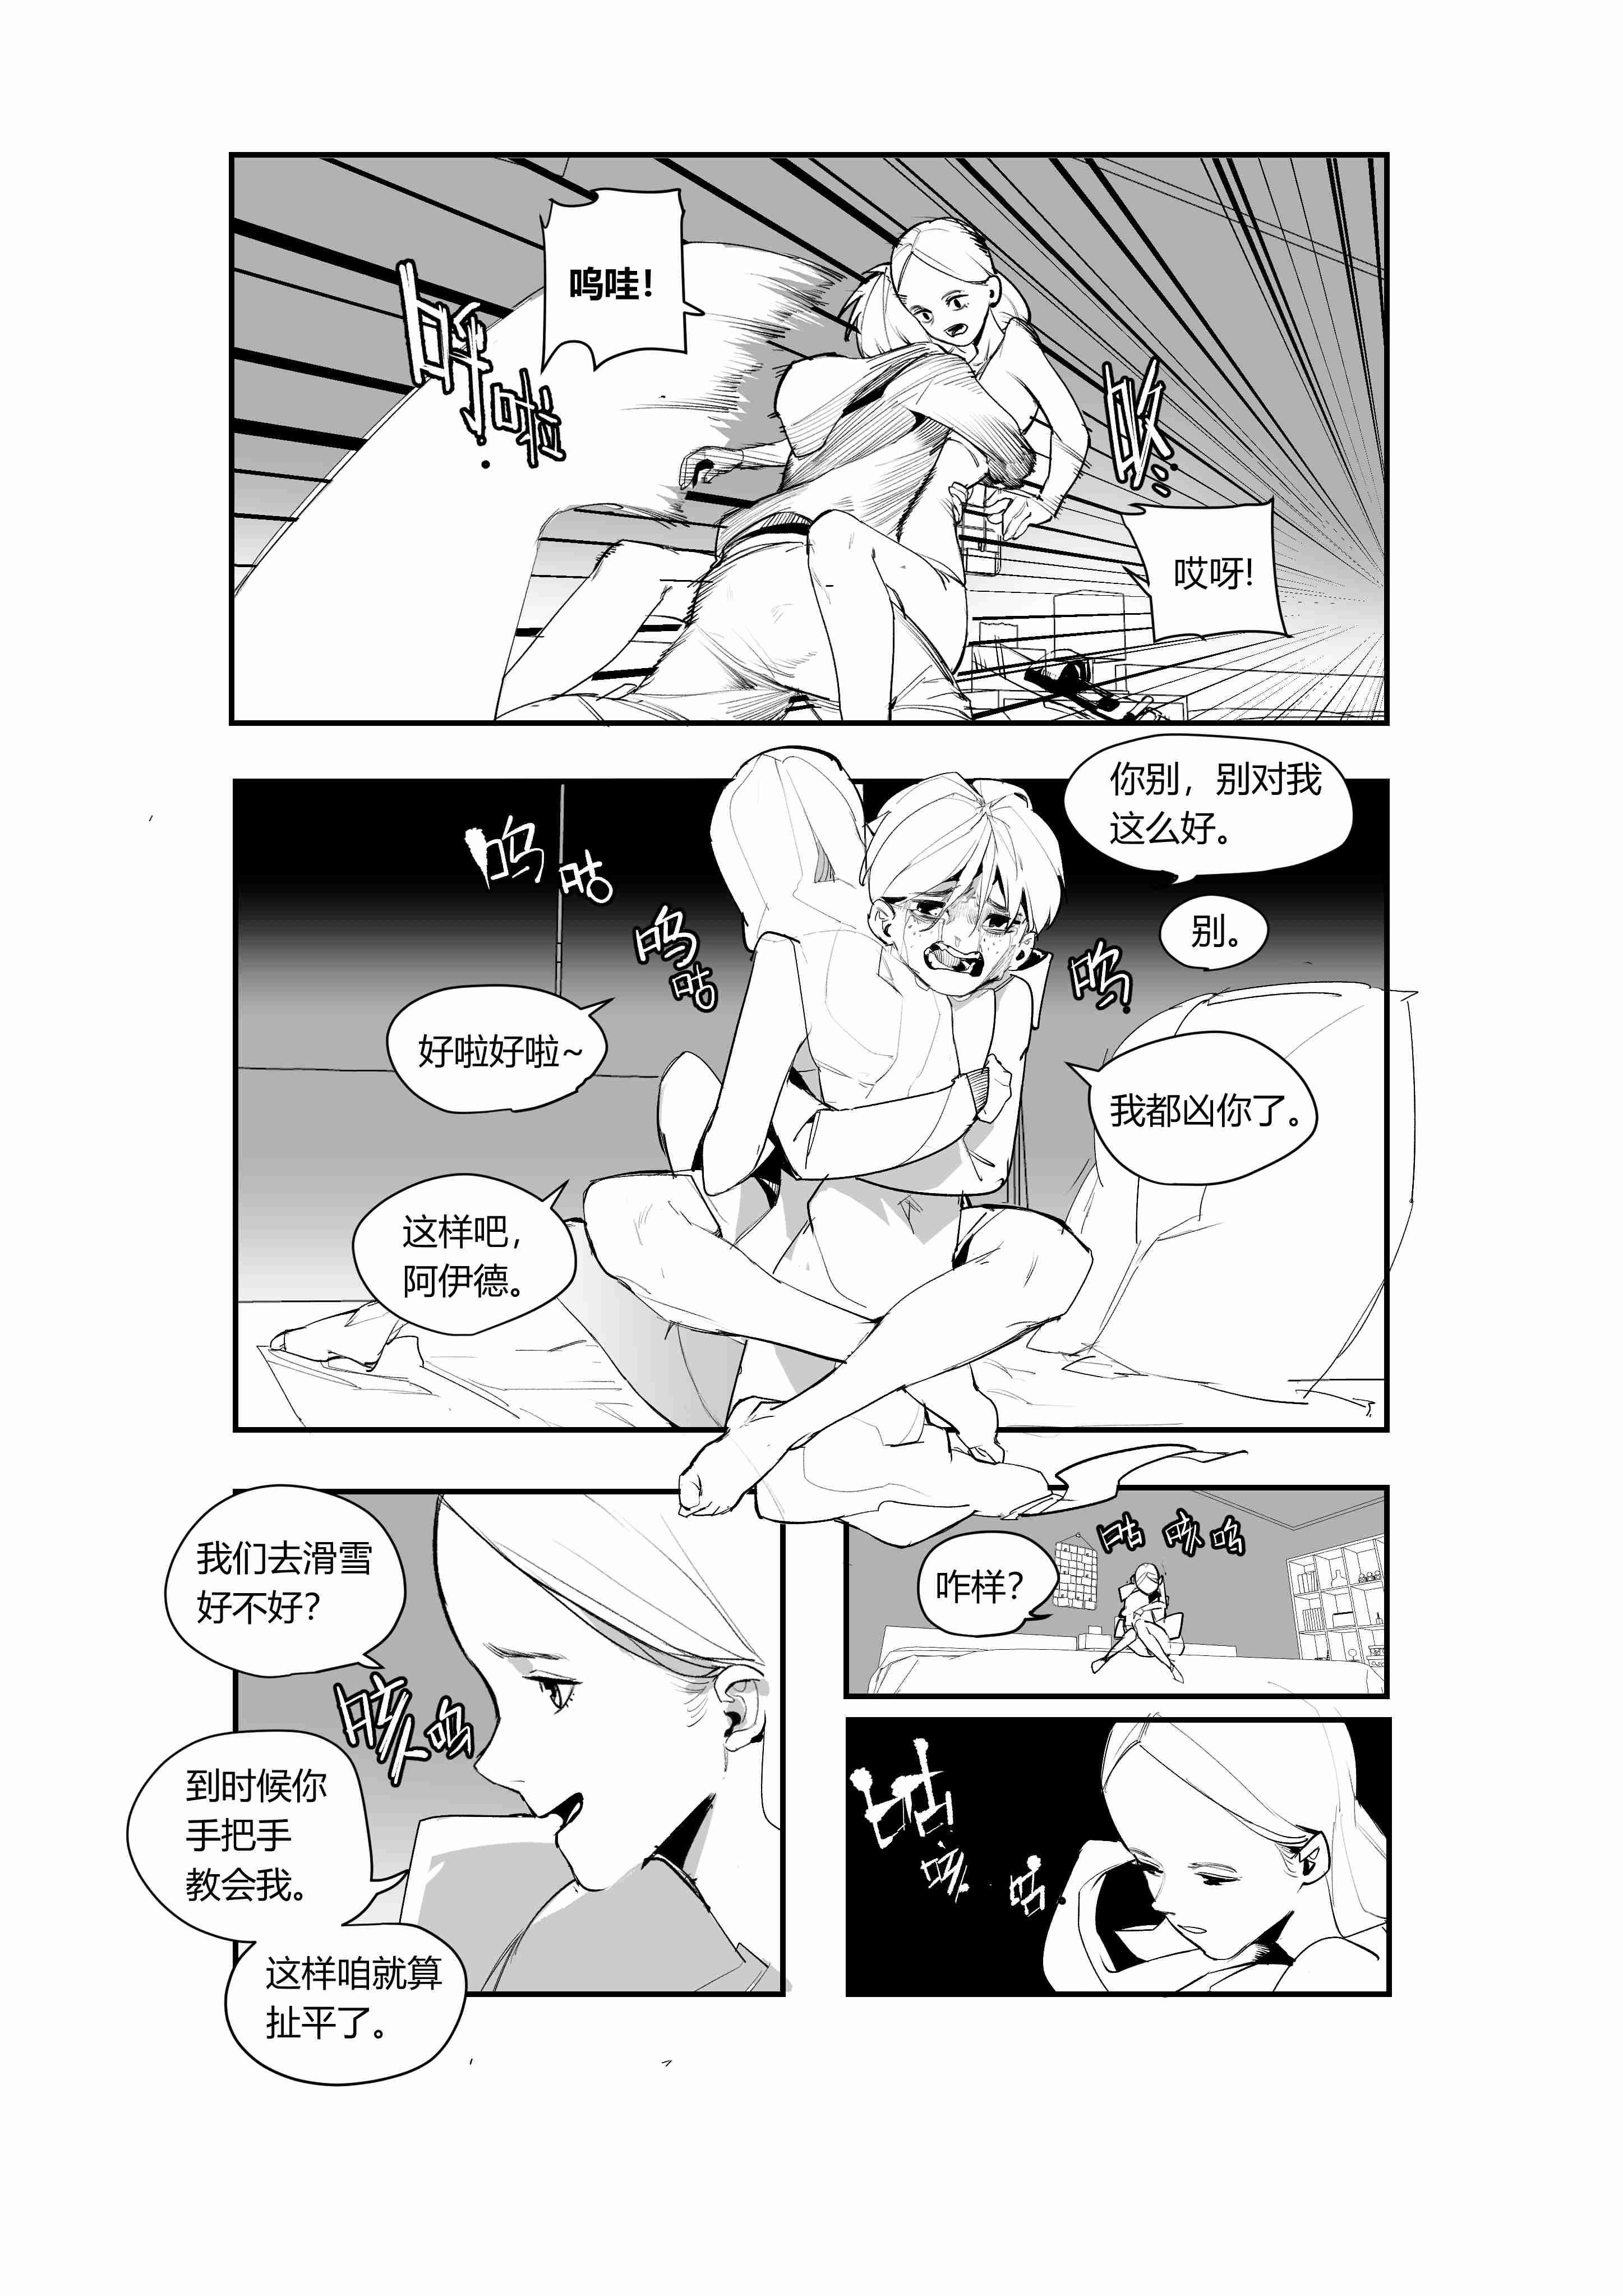 呜哇！
哎呀！
你别，别对我
这么好。
别。
我都凶你了。
呜
咕
呜
咕
呜
好啦好啦~
这样吧，
阿伊德。
咕 咳 呜
咋样？
我们去滑雪
好不好？
咳 呜
到时候你
手把手
教会我。
这样咱就算
扯平了。
咕
咳
咕